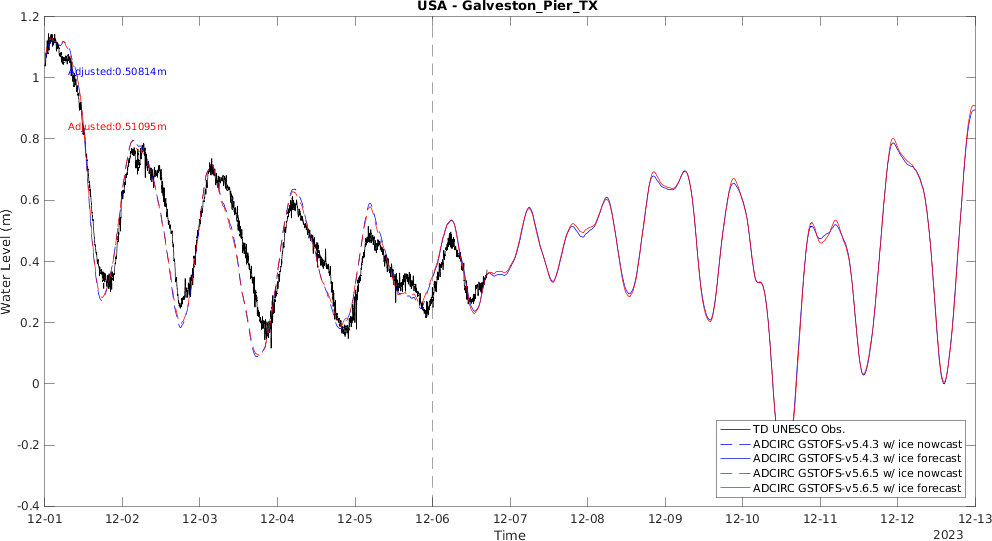 USA - Galveston_Pier_TX
1.2
1
0.8
0.6
0.4
0.2
0
-0.2
-0.4
Water Level (m)
Adjusted:0.50814m
Adjusted:0.51095m
TD UNESCO Obs.
ADCIRC GSTOFS-v5.4.3 w/ ice nowcast
ADCIRC GSTOFS-v5.4.3 w/ ice forecast
ADCIRC GSTOFS-v5.6.5 w/ ice nowcast
ADCIRC GSTOFS-v5.6.5 w/ ice forecast
12-01 12-02 12-03 12-04 12-05 12-06 12-07 12-08 12-09 12-10 12-11 12-12 12-13
Time
2023